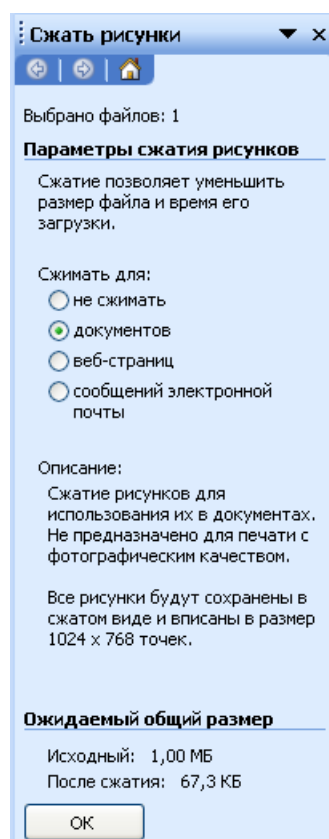 Сжать рисунки
Выбрано файлов: 1
Параметры сжатия рисунков
Сжатие позволяет уменьшить
размер файла и время его
загрузки.
Сжимать для:
не сжимать
документов
веб-страниц
сообщений электронной
почты
Описание:
Сжатие рисунков для
использования их в документах.
Не предназначено для печати с
фотографическим качеством.
Все рисунки будут сохранены в
сжатом виде и вписаны в размер
1024 x 768 точек.
Ожидаемый общий размер
Исходный: 1,00 МБ
После сжатия: 67,3 КБ
ОК